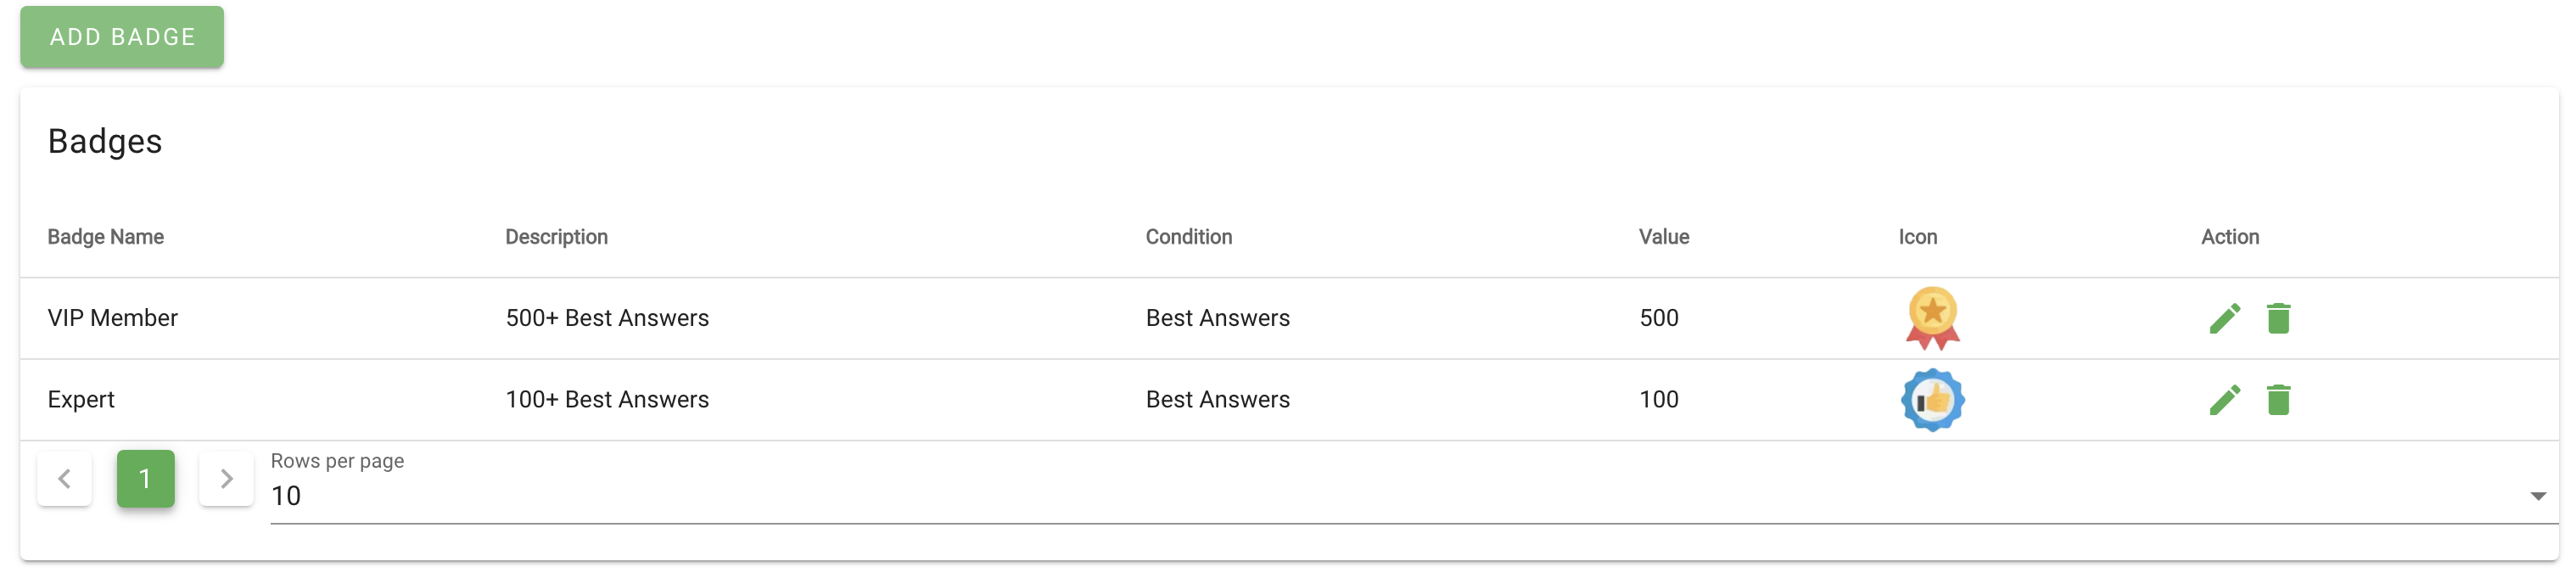 ADD BADGE
Badges
Badge Name Description Condition Value Icon Action
VIP Member 500+ Best Answers Best Answers 500
Expert 100+ Best Answers Best Answers 100
1
Rows per page
10